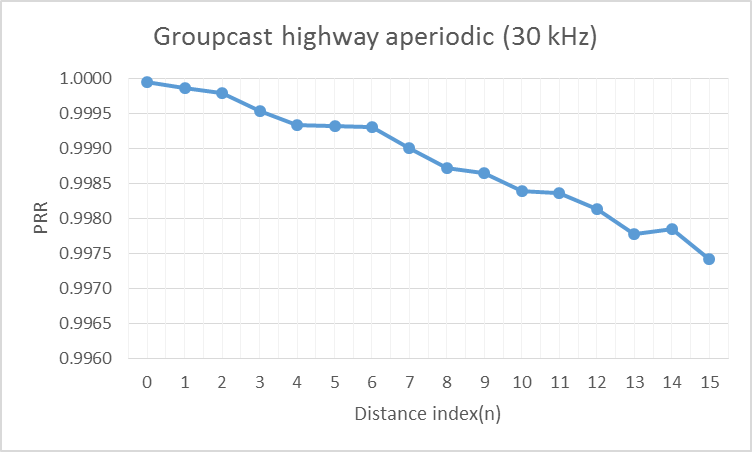 Groupcast highway aperiodic (30 kHz)
1.0000
0.9995
0.9990
0.9985
0.9980
0.9975
0.9970
0.9965
0.9960
PRR
0 1 2 3 4 5 6 7 8 9 10 11 12 13 14 15
Distance index(n)